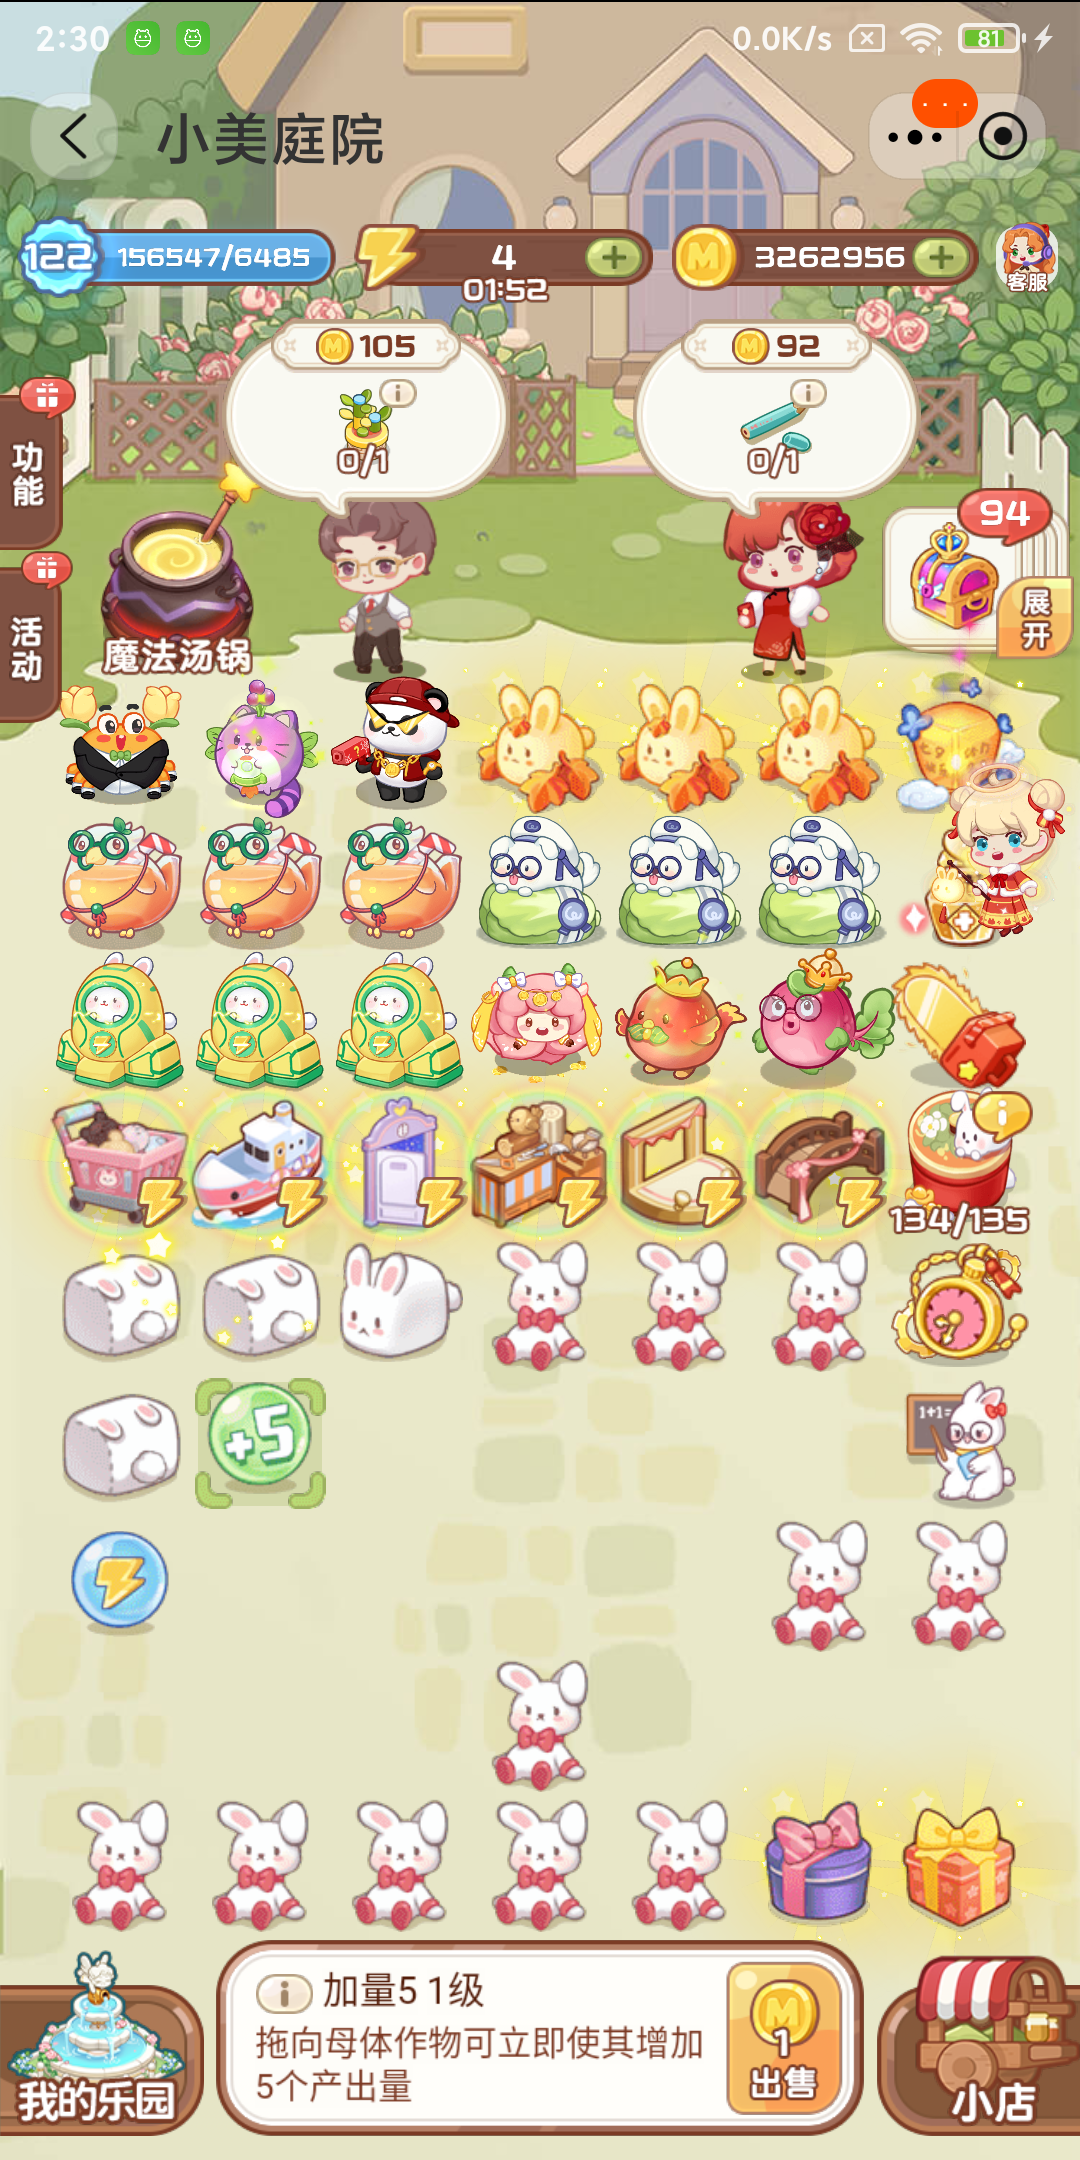 2:30
0.0K/s
81
小美庭院
122
156547/6485
4
01:52
3262956
客服
105
92
0/1
0/1
功能
活动
94
展开
魔法汤锅
134/135
1+1=
+5
加量5 1级
拖向母体作物可立即使其增加
5个产出量
1
出售
我的乐园
小店